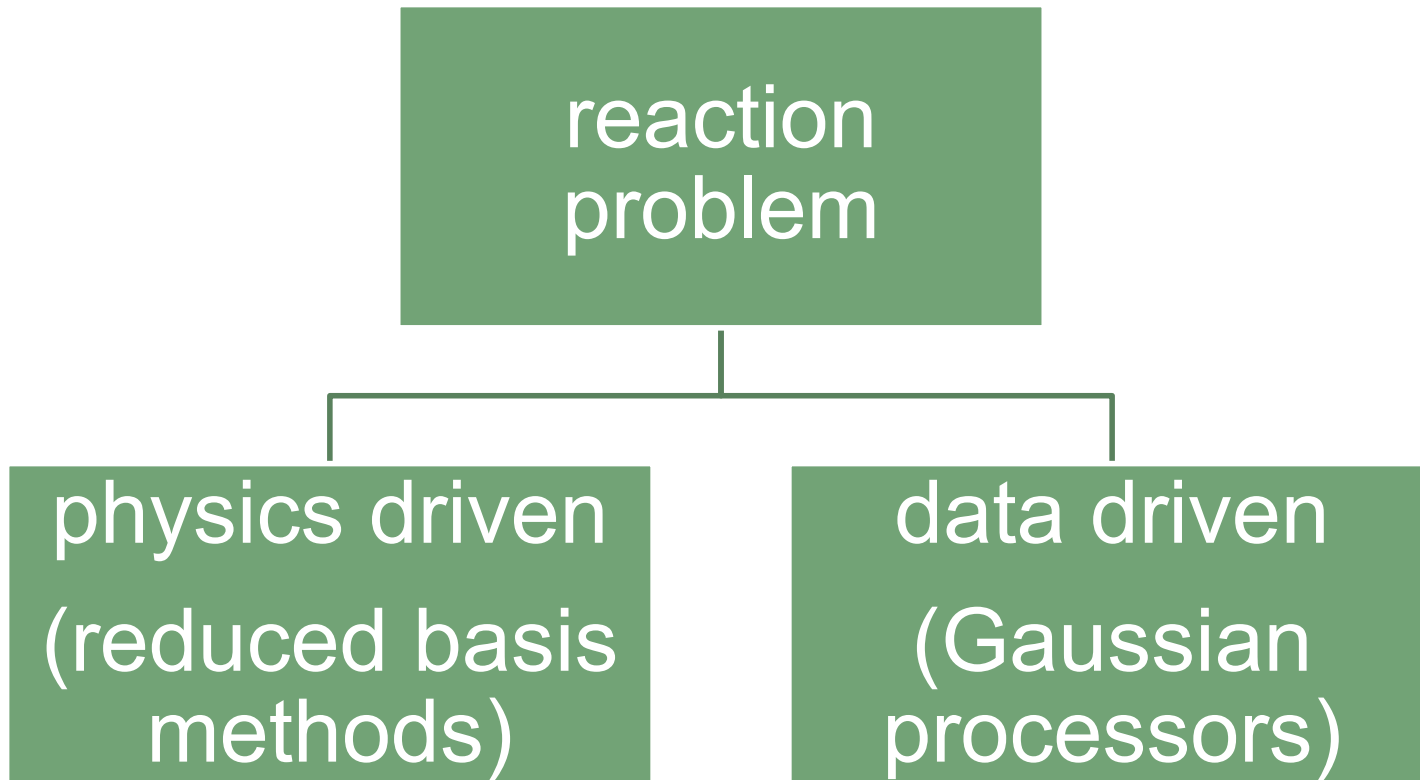 reaction
problem
physics driven
(reduced basis
methods)
data driven
(Gaussian
processors)